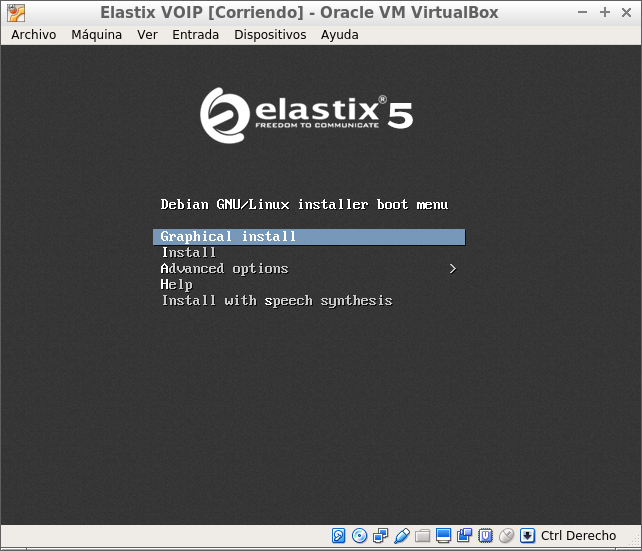 Elastix VOIP [Corriendo] - Oracle VM VirtualBox
Archivo Máquina Ver Entrada Dispositivos Ayuda
elastix® 5
FREEDOM TO COMMUNICATE
Debian GNU/Linux installer boot menu
Graphical install
Install
Advanced options >
Help
Install with speech synthesis
Ctrl Derecho